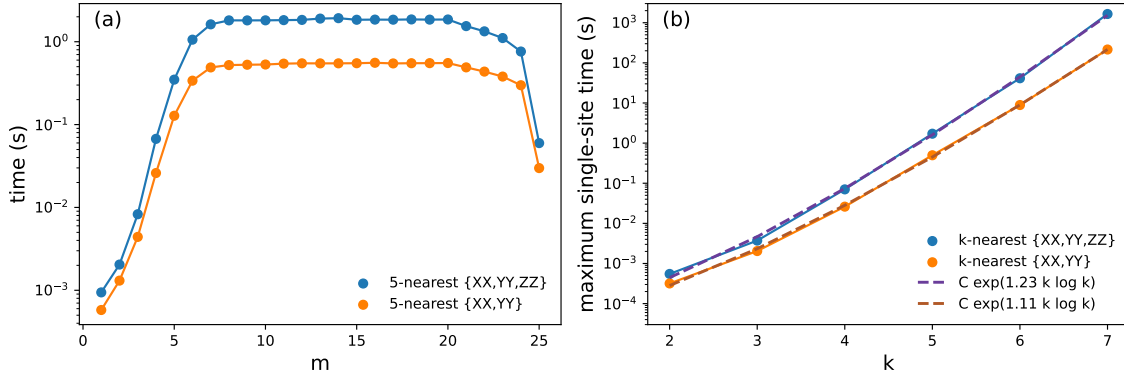 (a)
time (s)
10^0
10^{-1}
10^{-2}
10^{-3}
5-nearest {XX,YY,ZZ}
5-nearest {XX,YY}
0 5 10 15 20 25
m
(b)
maximum single-site time (s)
10^3
10^2
10^1
10^0
10^{-1}
10^{-2}
10^{-3}
10^{-4}
k-nearest {XX,YY,ZZ}
k-nearest {XX,YY}
C exp(1.23 k log k)
C exp(1.11 k log k)
2 3 4 5 6 7
k